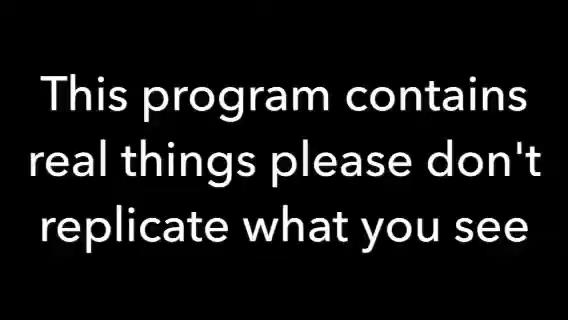 This program contains
real things please don't
replicate what you see